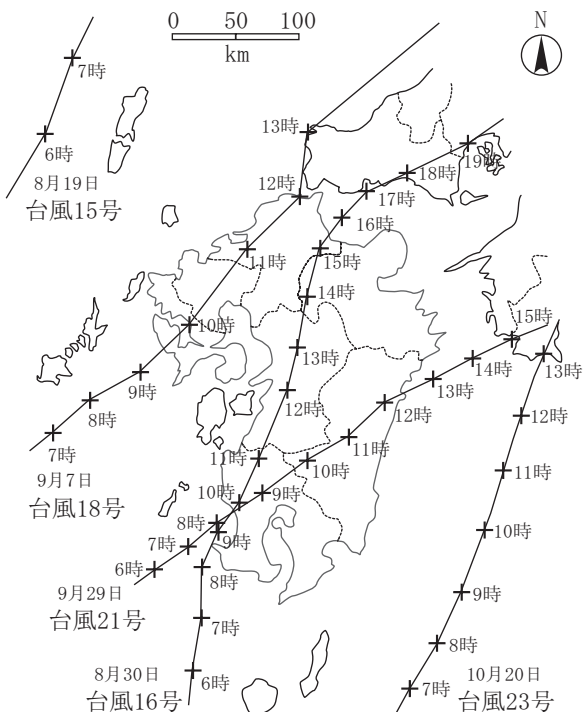 0 50 100
km
N
7時
6時
8月19日
台風15号
13時
12時
11時
10時
9時
8時
7時
9月7日
台風18号
19時
18時
17時
16時
15時
14時
13時
12時
11時
10時
9時
8時
7時
6時
8月30日
台風16号
15時
14時
13時
12時
11時
10時
9時
8時
7時
6時
9月29日
台風21号
13時
12時
11時
10時
9時
8時
7時
10月20日
台風23号